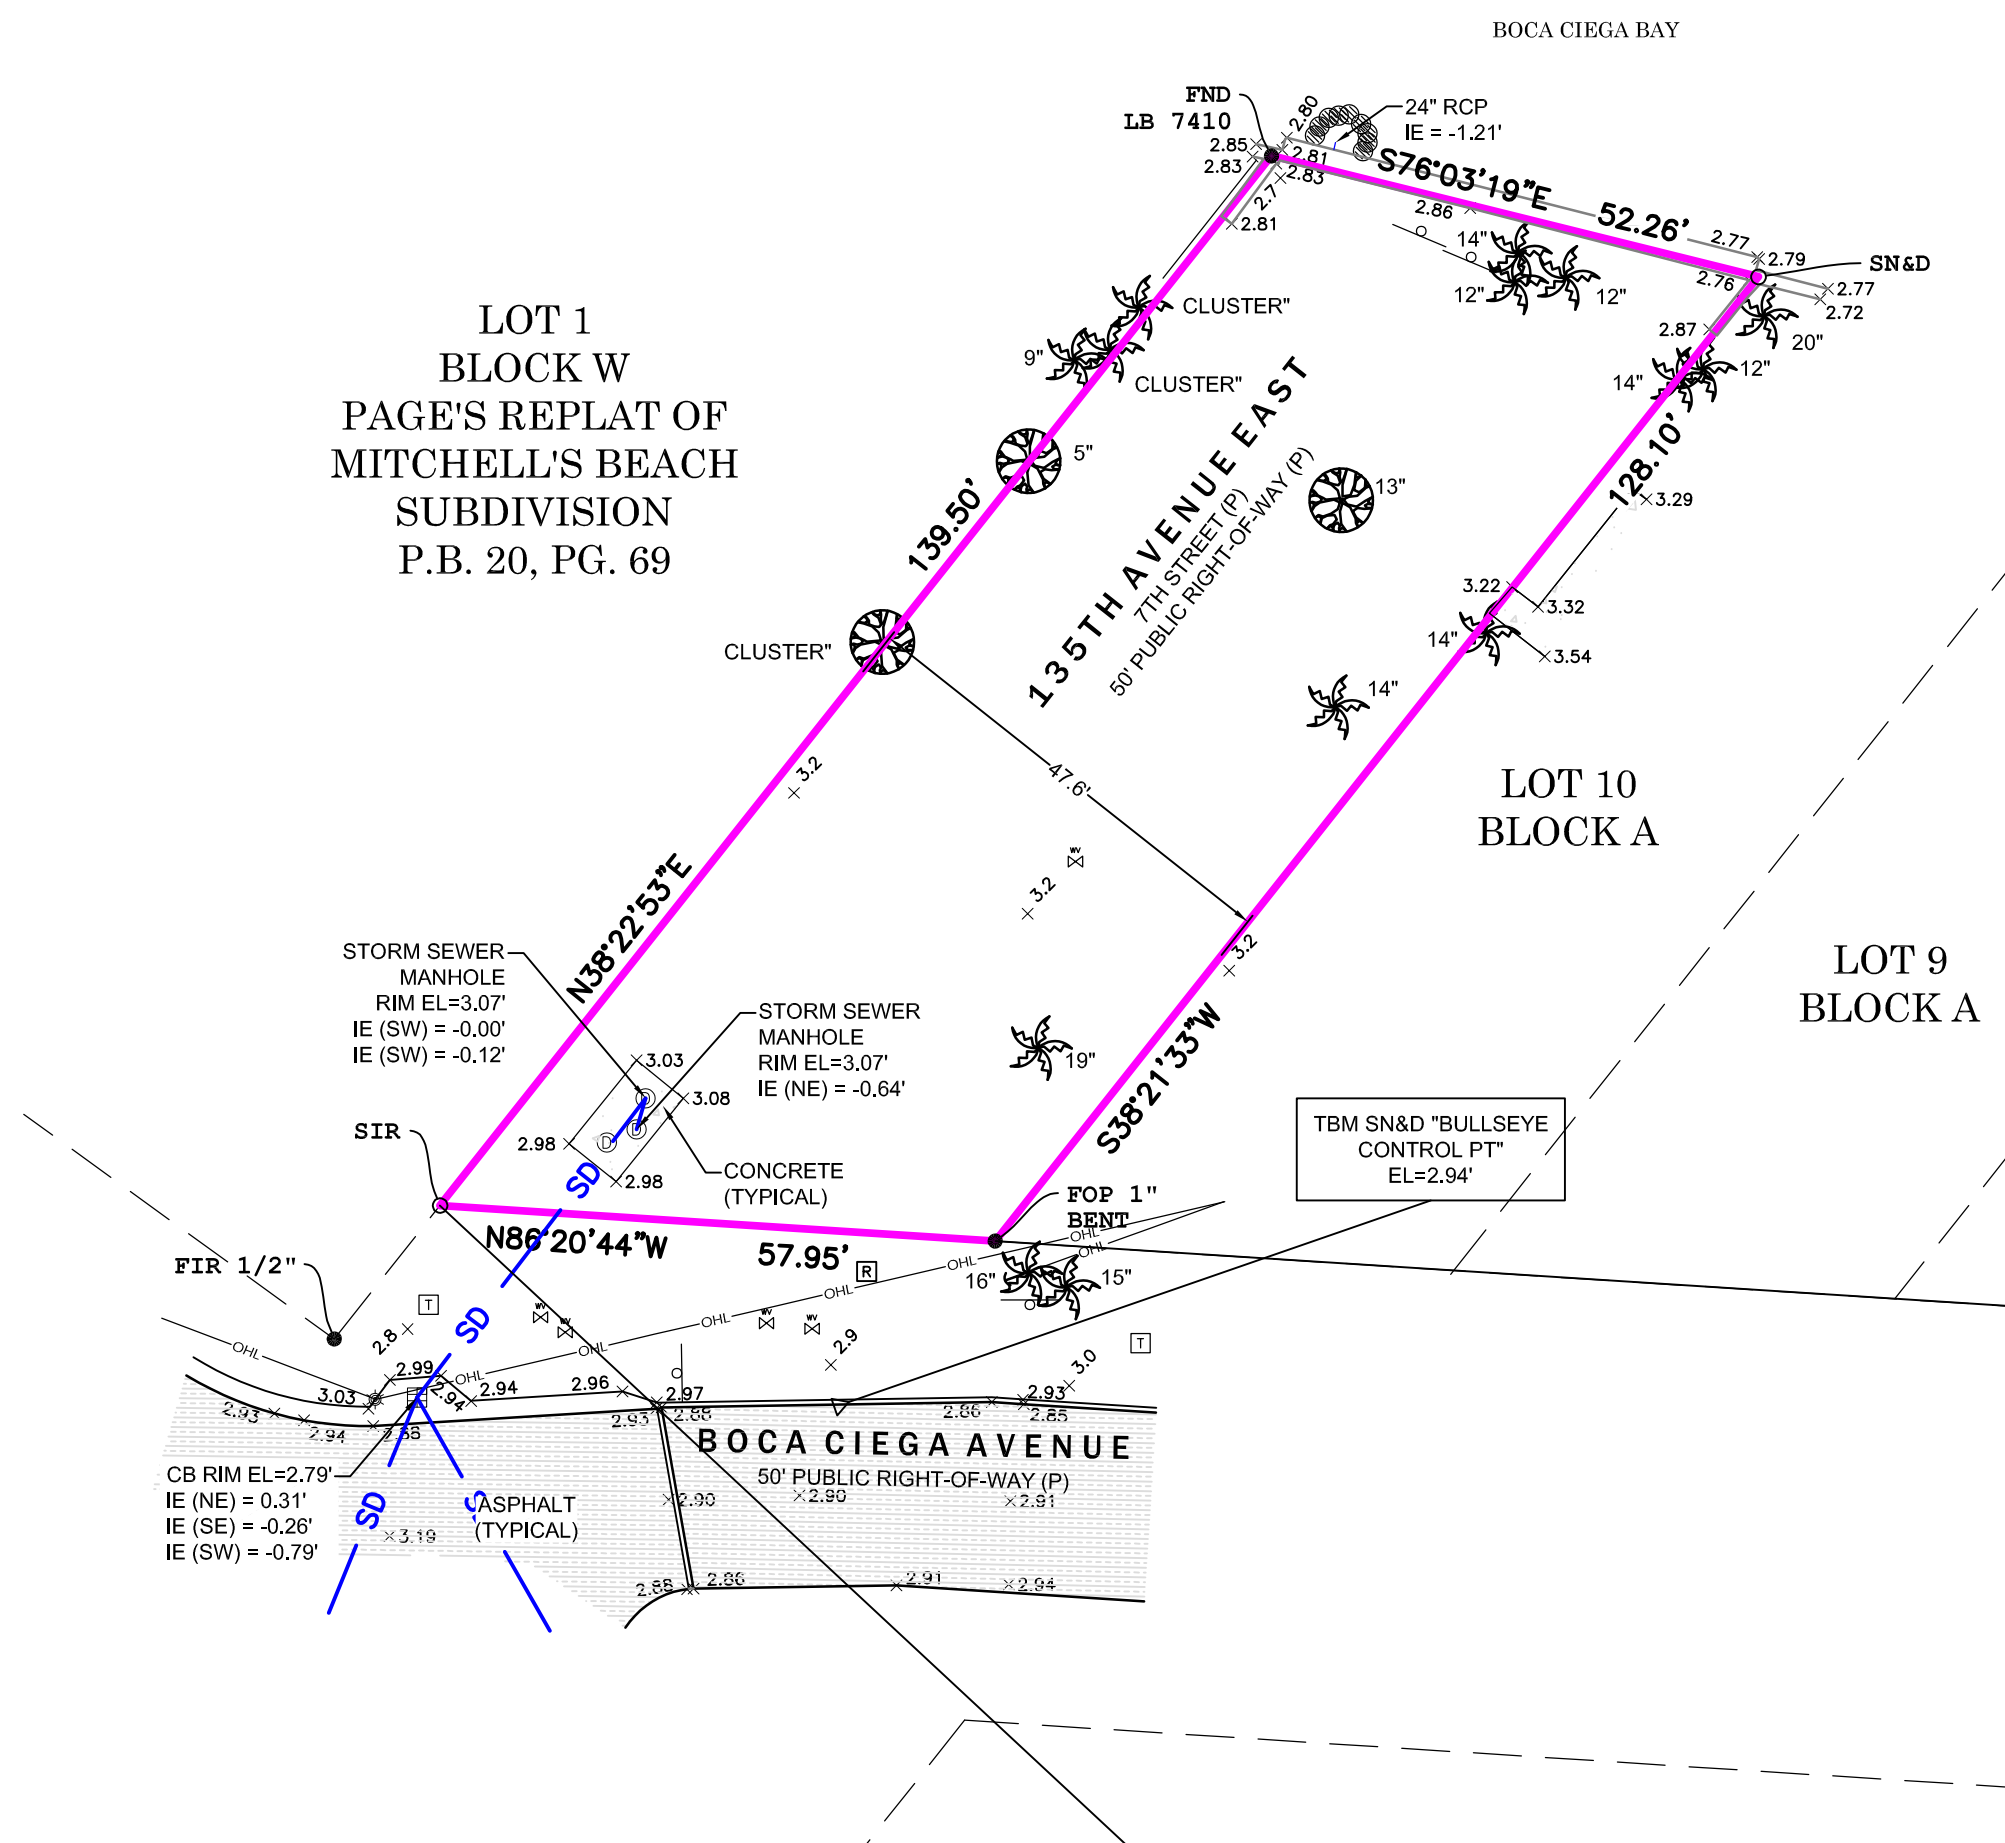 BOCA CIEGA BAY
FND
LB 7410
24" RCP
IE = -1.21'
2.80
2.85
2.83
2.81
2.83
2.7
2.81
S76°03'19"E
52.26'
2.86
14"
12"
12"
2.77
2.79
SN&D
2.76
2.77
2.72
2.87
20"
12"
14"
LOT 1
BLOCK W
PAGE'S REPLAT OF
MITCHELL'S BEACH
SUBDIVISION
P.B. 20, PG. 69
CLUSTER"
9"
CLUSTER"
5"
139.50'
135TH AVENUE EAST
7TH STREET (P)
50' PUBLIC RIGHT-OF-WAY (P)
13"
128.10'
3.29
3.22
3.32
14"
3.54
CLUSTER"
14"
47.6'
3.2
LOT 10
BLOCK A
WV
3.2
3.2
LOT 9
BLOCK A
N38°22'53"E
STORM SEWER
MANHOLE
RIM EL=3.07'
IE (SW) = -0.00'
IE (SW) = -0.12'
STORM SEWER
MANHOLE
RIM EL=3.07'
IE (NE) = -0.64'
19"
S38°21'33"W
3.03
3.08
D
D
D
2.98
2.98
SIR
CONCRETE
(TYPICAL)
SD
TBM SN&D "BULLSEYE
CONTROL PT"
EL=2.94'
FOP 1"
BENT
N86°20'44"W
57.95'
R
OHL
OHL
OHL
16"
15"
FIR 1/2"
T
SD
WV
WV
WV
WV
OHL
OHL
OHL
OHL
OHL
2.8
2.9
T
3.0
2.99
3.03
2.94
2.94
2.96
2.97
2.93
2.93
2.94
2.88
2.93
2.88
2.86
2.85
BOCA CIEGA AVENUE
50' PUBLIC RIGHT-OF-WAY (P)
CB RIM EL=2.79'
IE (NE) = 0.31'
IE (SE) = -0.26'
IE (SW) = -0.79'
SD
ASPHALT
(TYPICAL)
3.19
2.90
2.90
2.91
2.88
2.86
2.91
2.94